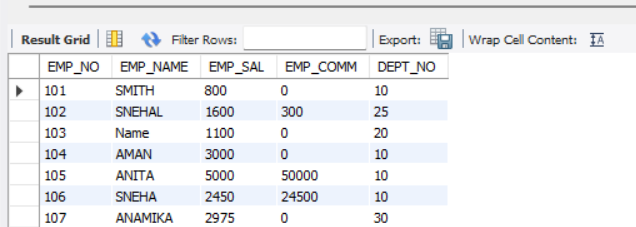 Result Grid Filter Rows: Export: Wrap Cell Content: IA
EMP_NO EMP_NAME EMP_SAL EMP_COMM DEPT_NO
101 SMITH 800 0 10
102 SNEHAL 1600 300 25
103 Name 1100 0 20
104 AMAN 3000 0 10
105 ANITA 5000 50000 10
106 SNEHA 2450 24500 10
107 ANAMIKA 2975 0 30